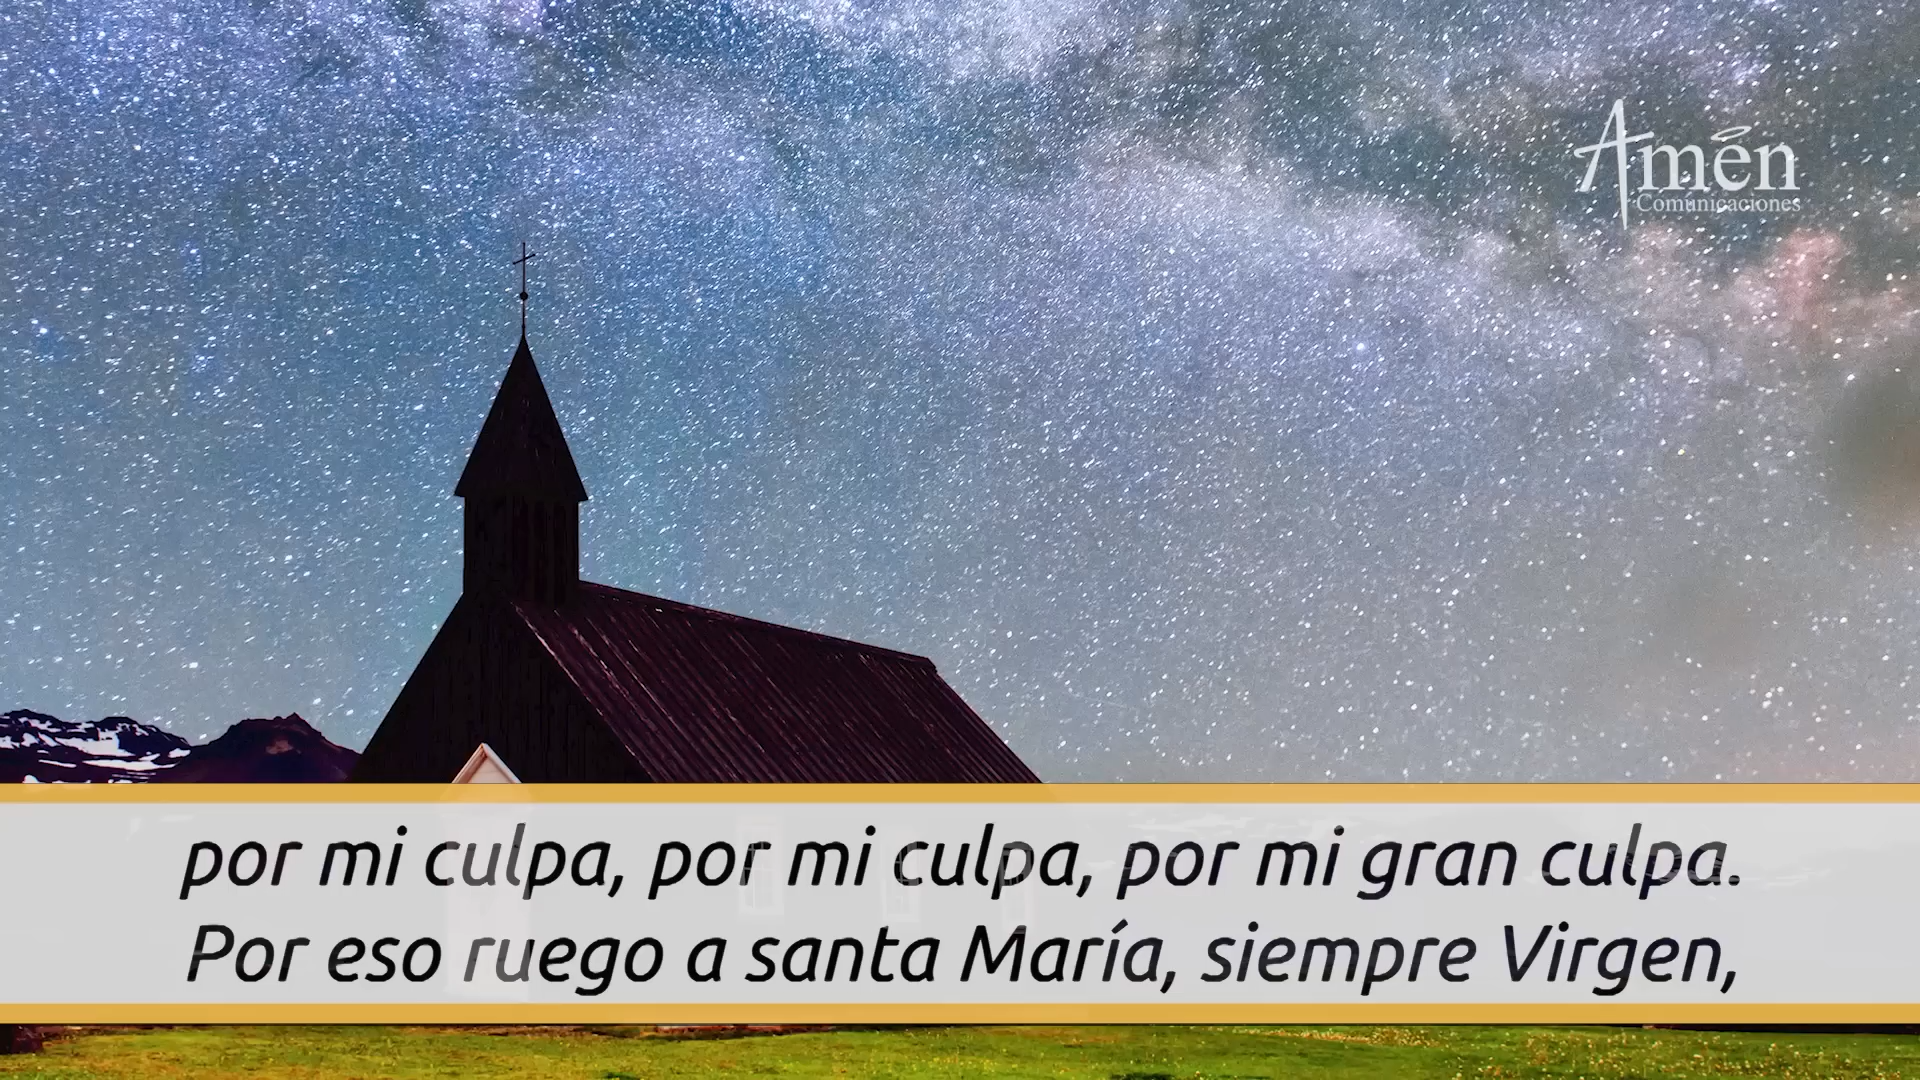 Amén
Comunicaciones
por mi culpa, por mi culpa, por mi gran culpa.
Por eso ruego a santa María, siempre Virgen,